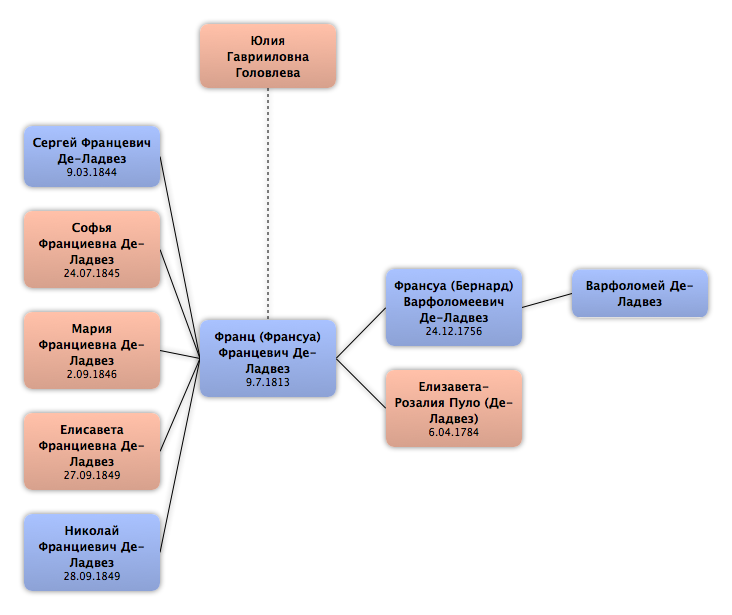 Юлия
Гаврииловна
Головлева
Сергей Францевич
Де-Ладвез
9.03.1844
Софья
Франциевна Де-
Ладвез
24.07.1845
Мария
Франциевна Де-
Ладвез
2.09.1846
Елисавета
Франциевна Де-
Ладвез
27.09.1849
Николай
Франциевич Де-
Ладвез
28.09.1849
Франц (Франсуа)
Францевич Де-
Ладвез
9.7.1813
Франсуа (Бернард)
Варфоломеевич
Де-Ладвез
24.12.1756
Елизавета-
Розалия Пуло (Де-
Ладвез)
6.04.1784
Варфоломей Де-
Ладвез